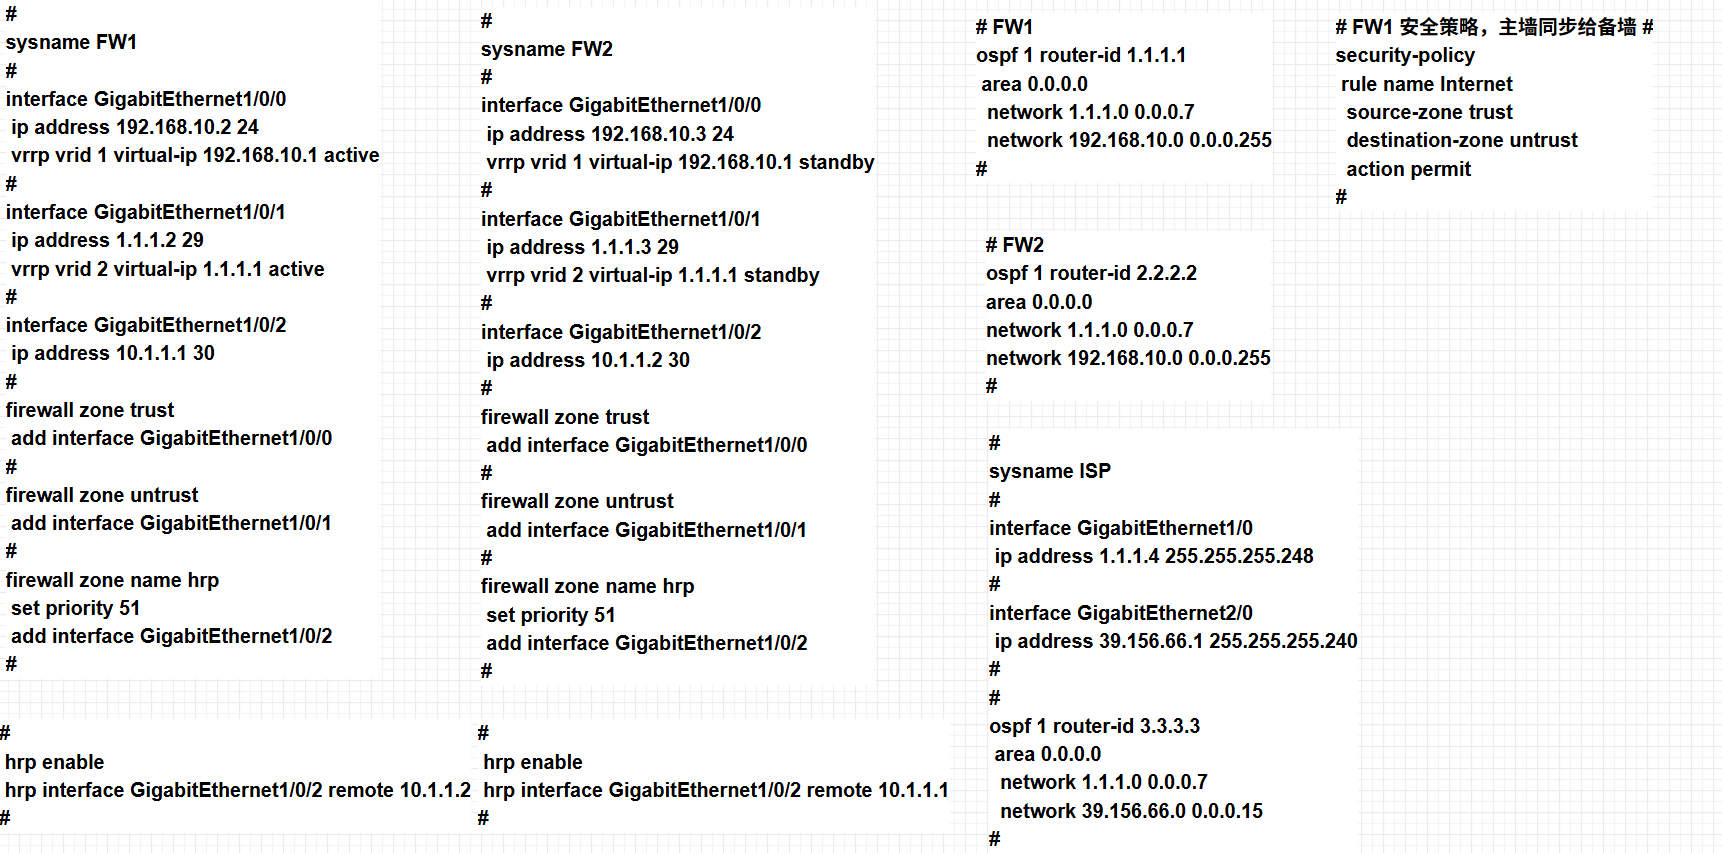 #
sysname FW1
#
interface GigabitEthernet1/0/0
ip address 192.168.10.2 24
vrrp vrid 1 virtual-ip 192.168.10.1 active
#
interface GigabitEthernet1/0/1
ip address 1.1.1.2 29
vrrp vrid 2 virtual-ip 1.1.1.1 active
#
interface GigabitEthernet1/0/2
ip address 10.1.1.1 30
#
firewall zone trust
add interface GigabitEthernet1/0/0
#
firewall zone untrust
add interface GigabitEthernet1/0/1
#
firewall zone name hrp
set priority 51
add interface GigabitEthernet1/0/2
#
#
hrp enable
hrp interface GigabitEthernet1/0/2 remote 10.1.1.2
#
#
sysname FW2
#
interface GigabitEthernet1/0/0
ip address 192.168.10.3 24
vrrp vrid 1 virtual-ip 192.168.10.1 standby
#
interface GigabitEthernet1/0/1
ip address 1.1.1.3 29
vrrp vrid 2 virtual-ip 1.1.1.1 standby
#
interface GigabitEthernet1/0/2
ip address 10.1.1.2 30
#
firewall zone trust
add interface GigabitEthernet1/0/0
#
firewall zone untrust
add interface GigabitEthernet1/0/1
#
firewall zone name hrp
set priority 51
add interface GigabitEthernet1/0/2
#
#
hrp enable
hrp interface GigabitEthernet1/0/2 remote 10.1.1.1
#
# FW1
ospf 1 router-id 1.1.1.1
area 0.0.0.0
network 1.1.1.0 0.0.0.7
network 192.168.10.0 0.0.0.255
#
# FW2
ospf 1 router-id 2.2.2.2
area 0.0.0.0
network 1.1.1.0 0.0.0.7
network 192.168.10.0 0.0.0.255
#
#
sysname ISP
#
interface GigabitEthernet1/0
ip address 1.1.1.4 255.255.255.248
#
interface GigabitEthernet2/0
ip address 39.156.66.1 255.255.255.240
#
#
ospf 1 router-id 3.3.3.3
area 0.0.0.0
network 1.1.1.0 0.0.0.7
network 39.156.66.0 0.0.0.15
#
# FW1 安全策略，主墙同步给备墙 #
security-policy
rule name Internet
source-zone trust
destination-zone untrust
action permit
#